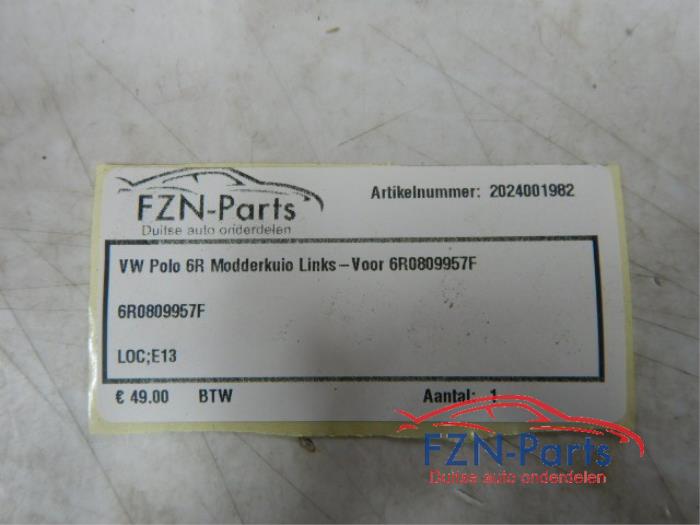 FZN-Parts
Duitse auto onderdelen
Artikelnummer: 2024001982
VW Polo 6R Modderkuio Links-Voor 6R0809957F
6R0809957F
LOC;E13
€ 49.00 BTW Aantal: 1
FZN-Parts
Duitse auto onderdelen